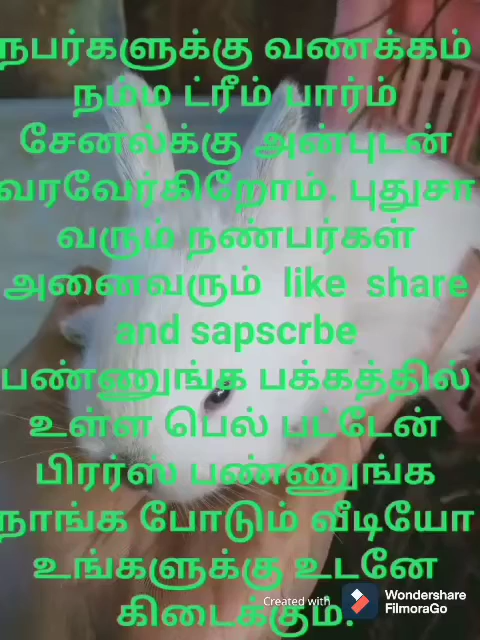 நபர்களுக்கு வணக்கம்
நம்ம ட்ரீம் பார்ம்
சேனல்க்கு அன்புடன்
வரவேர்கிறோம். புதுசா
வரும் நண்பர்கள்
அனைவரும் like share
and sapscrbe
பண்ணுங்க பக்கத்தில்
உள்ள பெல் பட்டேன்
பிரர்ஸ் பண்ணுங்க
நாங்க போடும் வீடியோ
உங்களுக்கு உடனே
கிடைக்கும்.
Created with
Wondershare
FilmoraGo